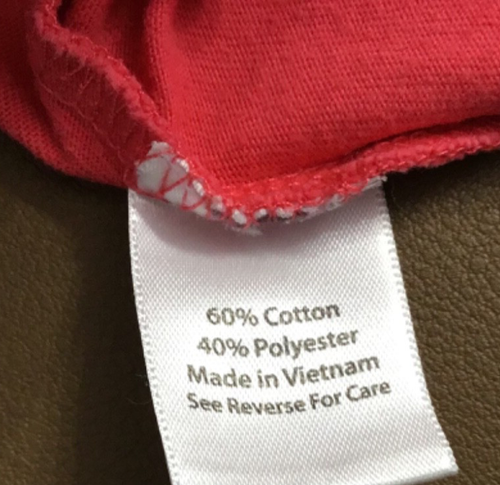 60% Cotton
40% Polyester
Made in Vietnam
See Reverse For Care